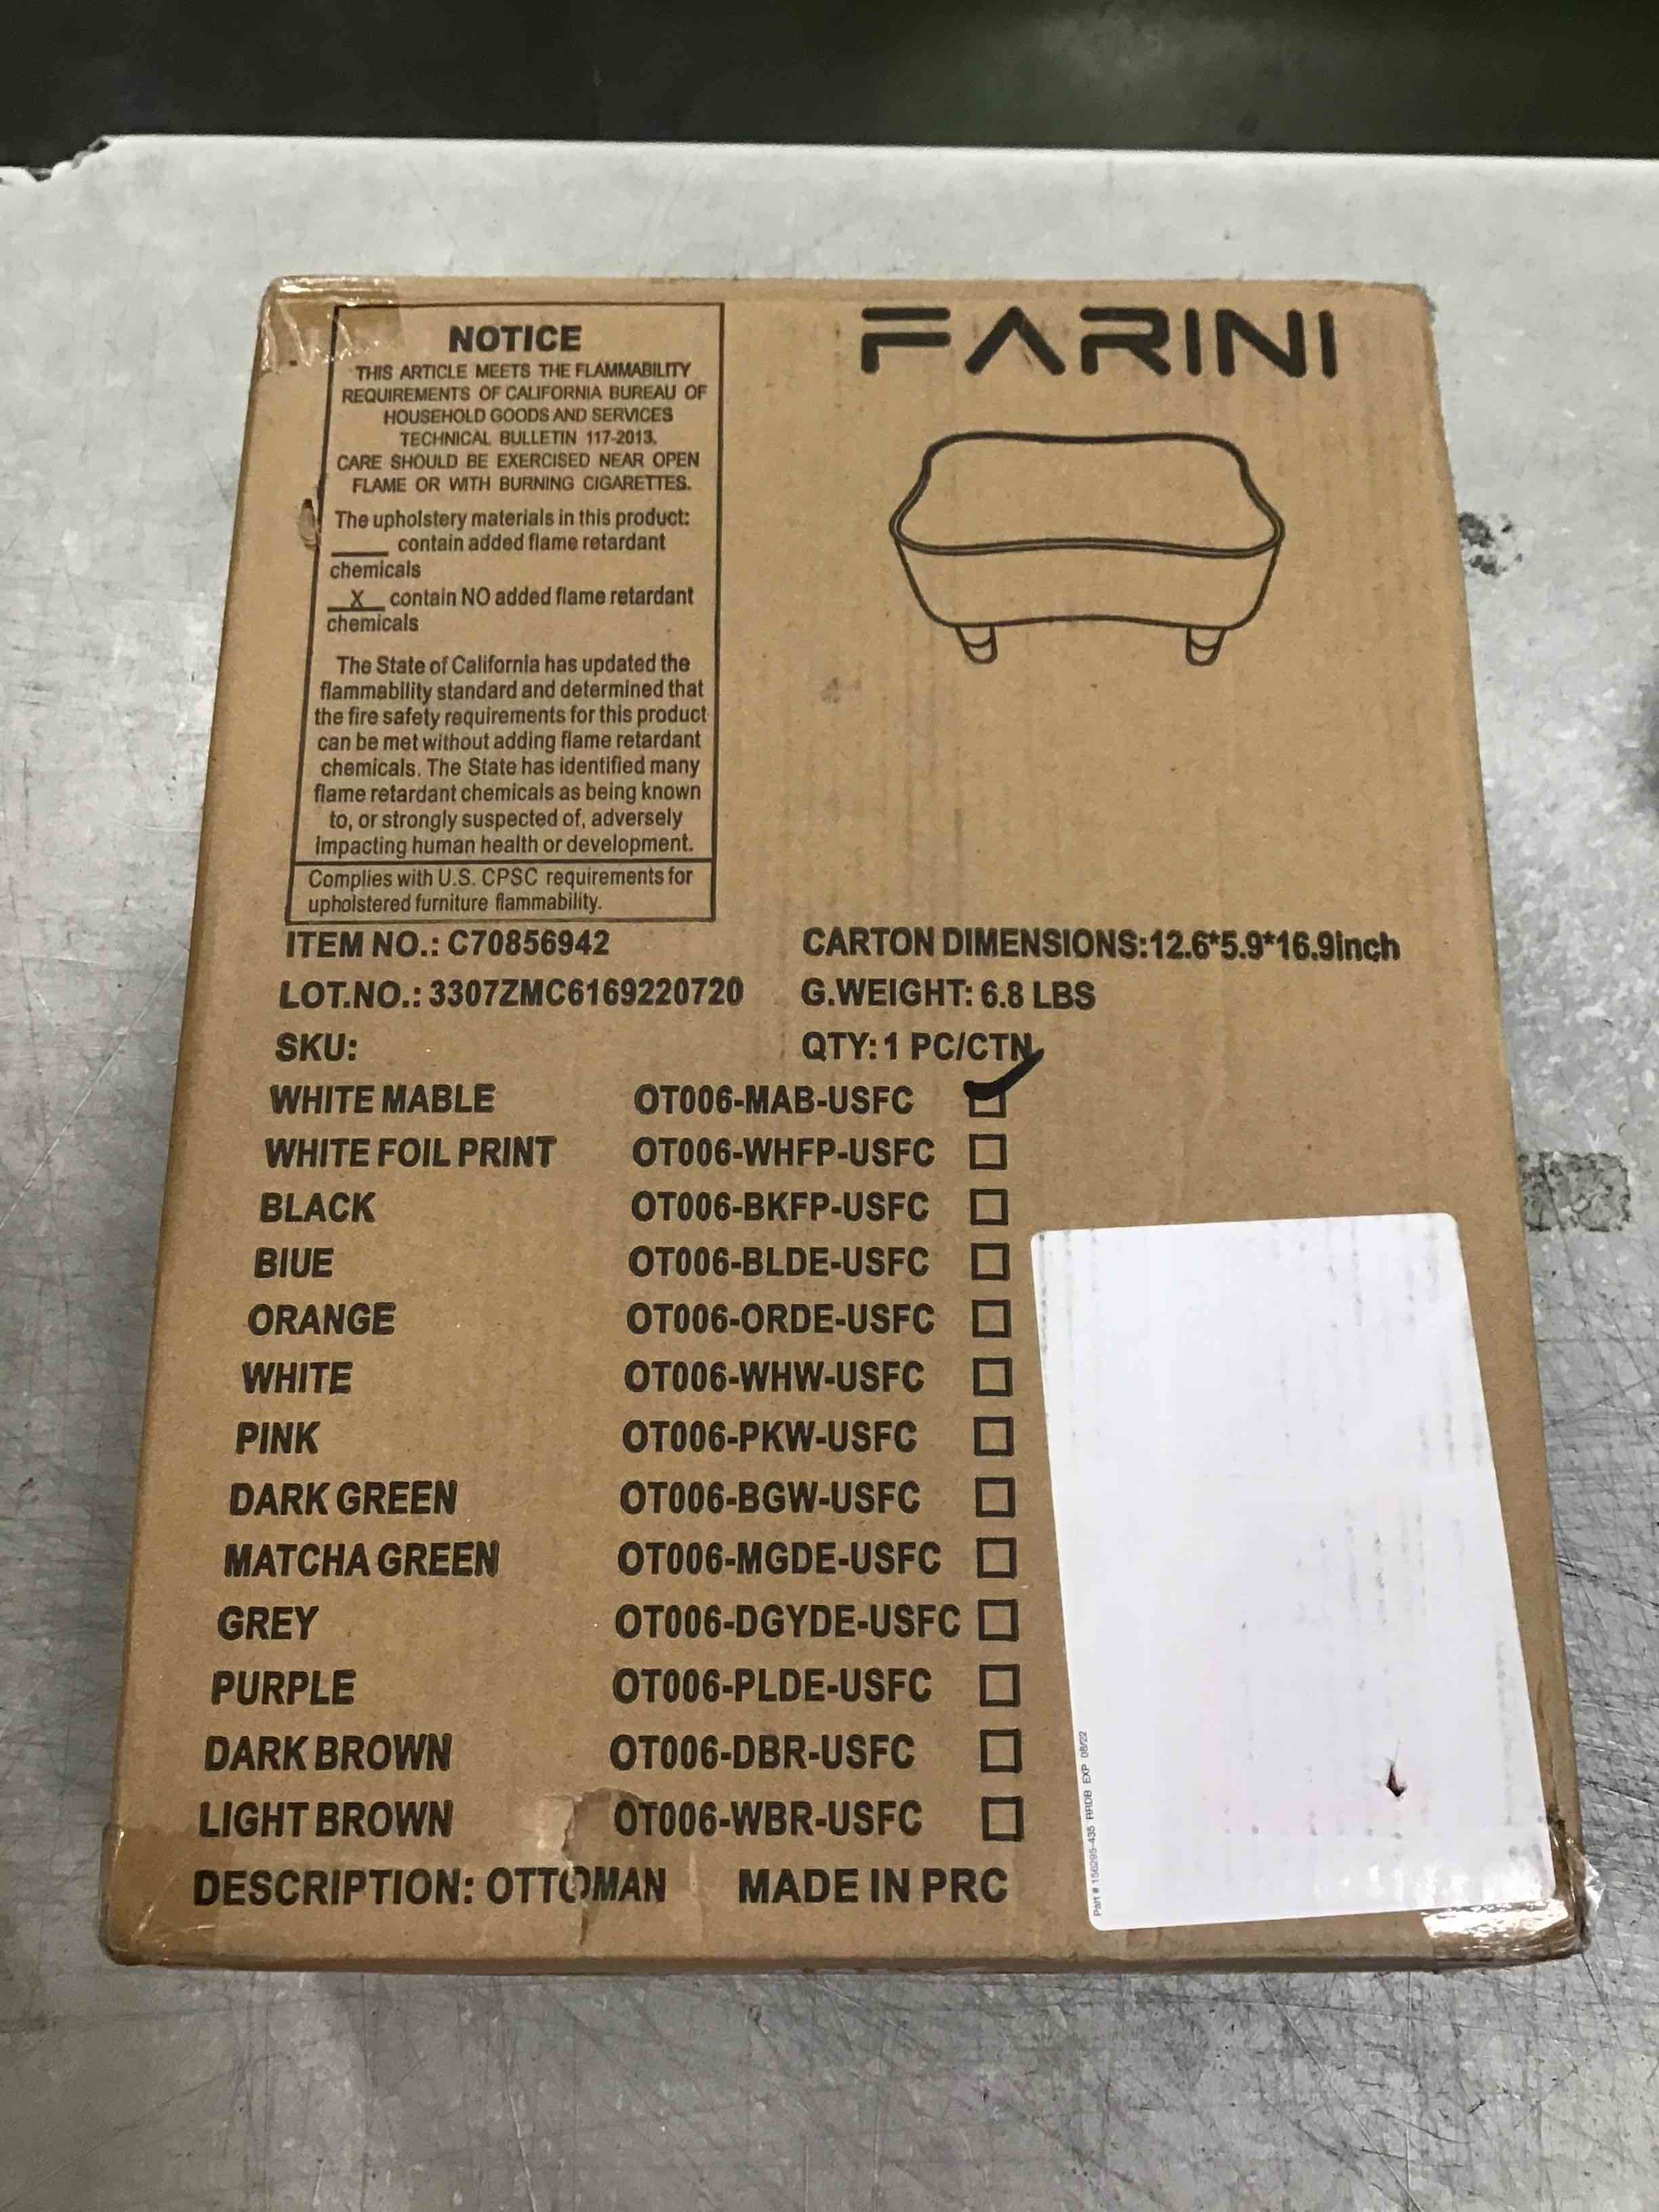 NOTICE
THIS ARTICLE MEETS THE FLAMMABILITY
REQUIREMENTS OF CALIFORNIA BUREAU OF
HOUSEHOLD GOODS AND SERVICES
TECHNICAL BULLETIN 117-2013.
CARE SHOULD BE EXERCISED NEAR OPEN
FLAME OR WITH BURNING CIGARETTES.
The upholstery materials in this product:
____ contain added flame retardant
chemicals
X contain NO added flame retardant
chemicals
The State of California has updated the
flammability standard and determined that
the fire safety requirements for this product
can be met without adding flame retardant
chemicals. The State has identified many
flame retardant chemicals as being known
to, or strongly suspected of, adversely
impacting human health or development.
Complies with U.S. CPSC requirements for
upholstered furniture flammability.
FARINI
ITEM NO.: C70856942 CARTON DIMENSIONS:12.6*5.9*16.9inch
LOT.NO.: 3307ZMC6169220720 G.WEIGHT: 6.8 LBS
SKU: QTY: 1 PC/CTN
WHITE MABLE OT006-MAB-USFC
WHITE FOIL PRINT OT006-WHFP-USFC
BLACK OT006-BKFP-USFC
BIUE OT006-BLDE-USFC
ORANGE OT006-ORDE-USFC
WHITE OT006-WHW-USFC
PINK OT006-PKW-USFC
DARK GREEN OT006-BGW-USFC
MATCHA GREEN OT006-MGDE-USFC
GREY OT006-DGYDE-USFC
PURPLE OT006-PLDE-USFC
DARK BROWN OT006-DBR-USFC
LIGHT BROWN OT006-WBR-USFC
DESCRIPTION: OTTOMAN MADE IN PRC
Part # 156295-435 RRDB EXP 08/22